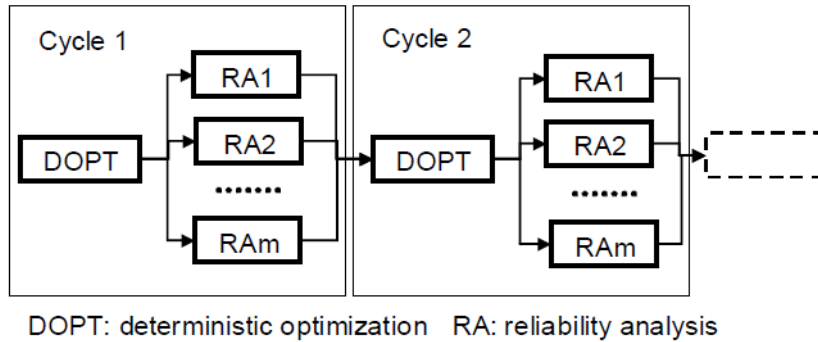 Cycle 1
DOPT
RA1
RA2
.......
RAm
Cycle 2
DOPT
RA1
RA2
.......
RAm
DOPT: deterministic optimization RA: reliability analysis